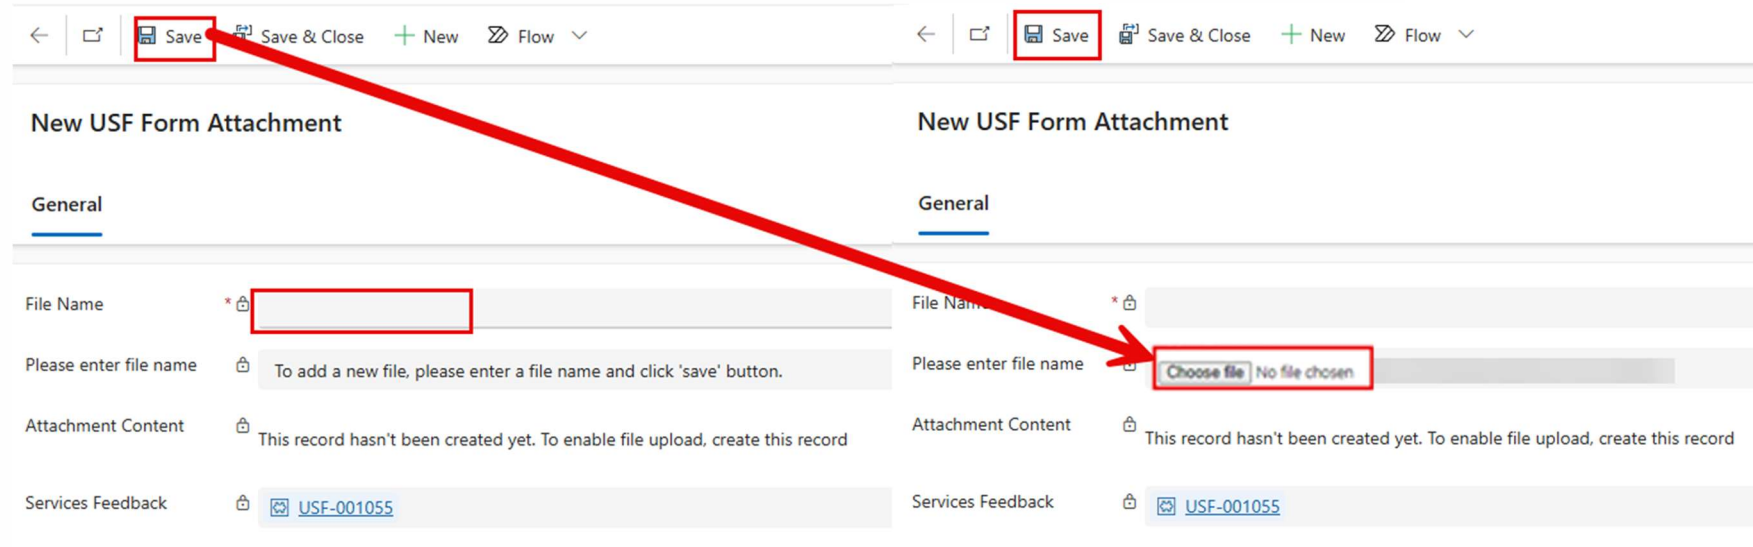 Save Save & Close New Flow
New USF Form Attachment
General
File Name *
Please enter file name To add a new file, please enter a file name and click 'save' button.
Attachment Content This record hasn't been created yet. To enable file upload, create this record
Services Feedback USF-001055
Save Save & Close New Flow
New USF Form Attachment
General
File *
Please enter file name Choose file No file chosen
Attachment Content This record hasn't been created yet. To enable file upload, create this record
Services Feedback USF-001055